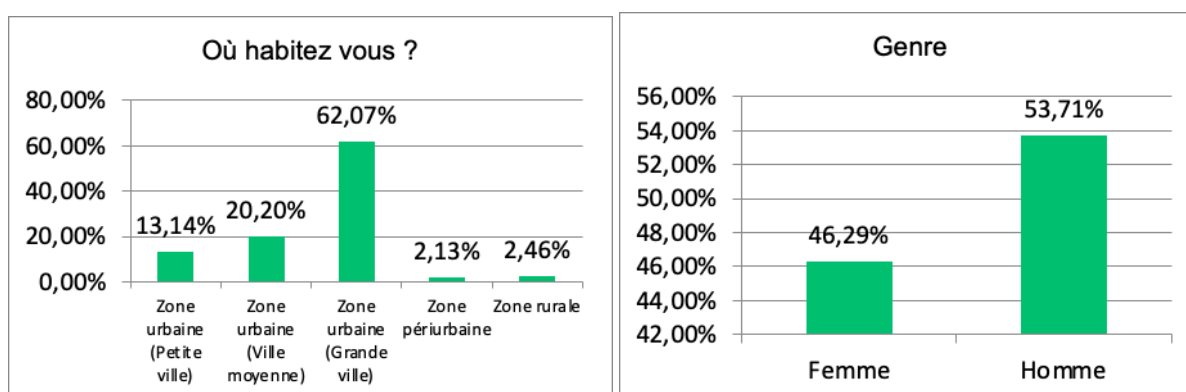 Où habitez vous ?
80,00%
60,00%
40,00%
20,00%
0,00%
13,14%
20,20%
62,07%
2,13%
2,46%
Zone
urbaine
(Petite
ville)
Zone
urbaine
(Ville
moyenne)
Zone
urbaine
(Grande
ville)
Zone
périurbaine
Zone rurale
Genre
56,00%
54,00%
52,00%
50,00%
48,00%
46,00%
44,00%
42,00%
46,29%
53,71%
Femme
Homme